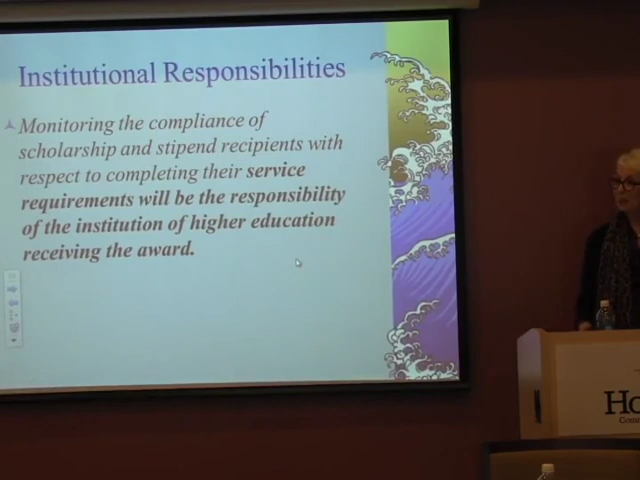 Institutional Responsibilities
Monitoring the compliance of
scholarship and stipend recipients with
respect to completing their service
requirements will be the responsibility
of the institution of higher education
receiving the award.